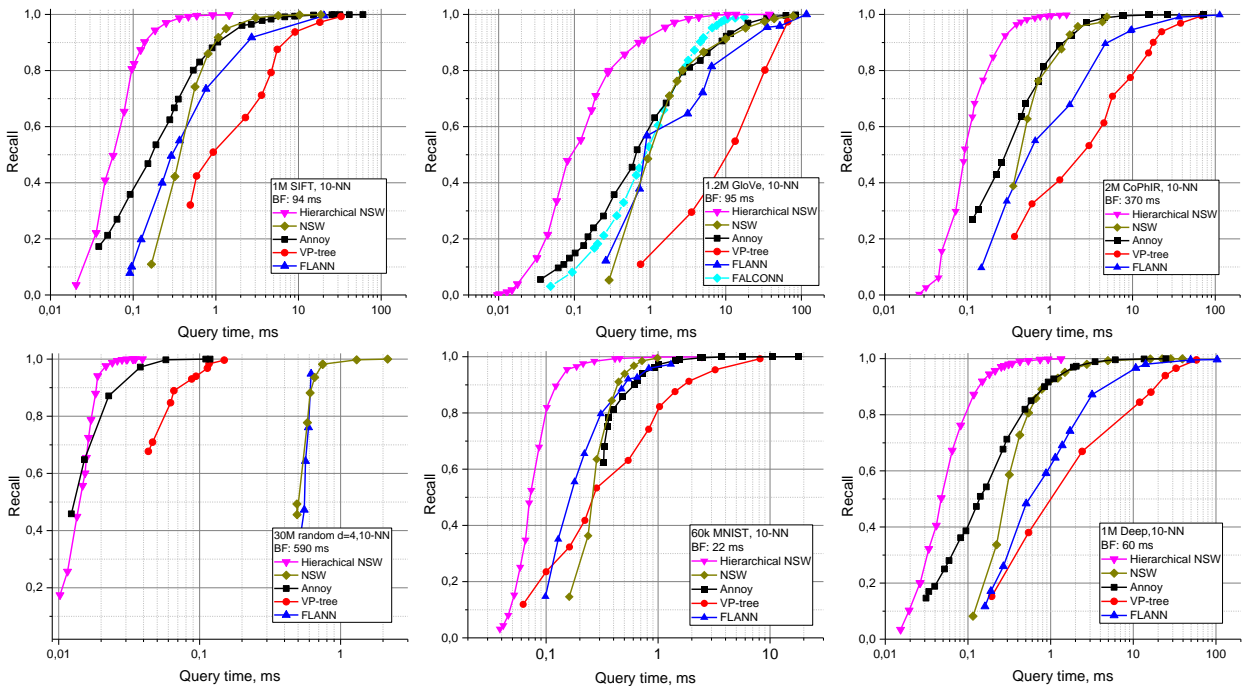 1,0
0,8
0,6
0,4
0,2
0,0
Recall
0,01
0,1
1
10
100
Query time, ms
1M SIFT, 10-NN
BF: 94 ms
Hierarchical NSW
NSW
Annoy
VP-tree
FLANN
1,0
0,8
0,6
0,4
0,2
0,0
Recall
0,01
0,1
1
10
100
Query time, ms
1.2M GloVe, 10-NN
BF: 95 ms
Hierarchical NSW
NSW
Annoy
VP-tree
FLANN
FALCONN
1,0
0,8
0,6
0,4
0,2
0,0
Recall
0,01
0,1
1
10
100
Query time, ms
2M CoPhIR, 10-NN
BF: 370 ms
Hierarchical NSW
NSW
Annoy
VP-tree
FLANN
1,0
0,8
0,6
0,4
0,2
Recall
0,01
0,1
1
Query time, ms
30M random d=4,10-NN
BF: 590 ms
Hierachical NSW
NSW
Annoy
VP-tree
FLANN
1,0
0,8
0,6
0,4
0,2
0,0
Recall
0,1
1
10
Query time, ms
60k MNIST, 10-NN
BF: 22 ms
Hierarchical NSW
NSW
Annoy
VP-tree
FLANN
1,0
0,8
0,6
0,4
0,2
0,0
Recall
0,01
0,1
1
10
100
Query time, ms
1M Deep,10-NN
BF: 60 ms
Hierarchical NSW
NSW
Annoy
VP-tree
FLANN